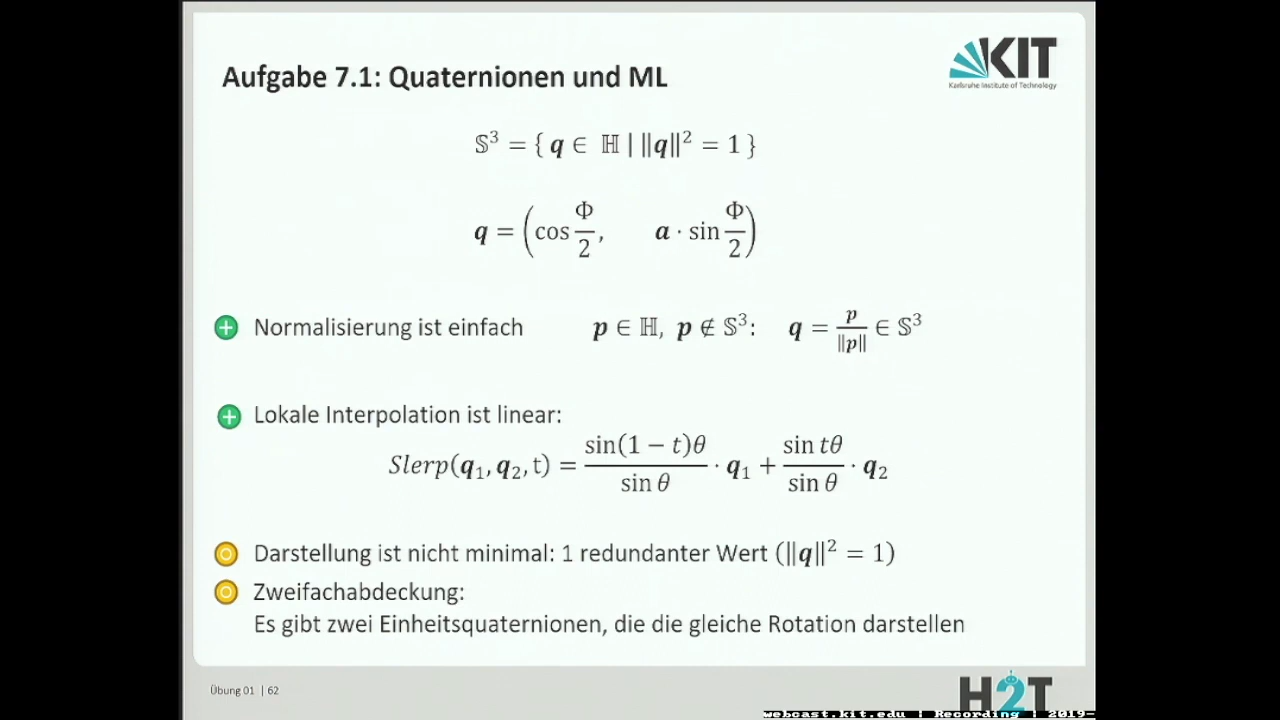 Aufgabe 7.1: Quaternionen und ML
KIT
Karlsruhe Institute of Technology
𝕊³ = { q ∈ ℍ | ‖q‖² = 1 }
q = (cos Φ/2, a · sin Φ/2)
Normalisierung ist einfach p ∈ ℍ, p ∉ 𝕊³: q = p/‖p‖ ∈ 𝕊³
Lokale Interpolation ist linear:
Slerp(q₁, q₂, t) = sin(1 − t)θ / sin θ · q₁ + sin tθ / sin θ · q₂
Darstellung ist nicht minimal: 1 redundanter Wert (‖q‖² = 1)
Zweifachabdeckung:
Es gibt zwei Einheitsquaternionen, die die gleiche Rotation darstellen
Übung 01 | 62
H2T
webcast.kit.edu | Recording | 2019-